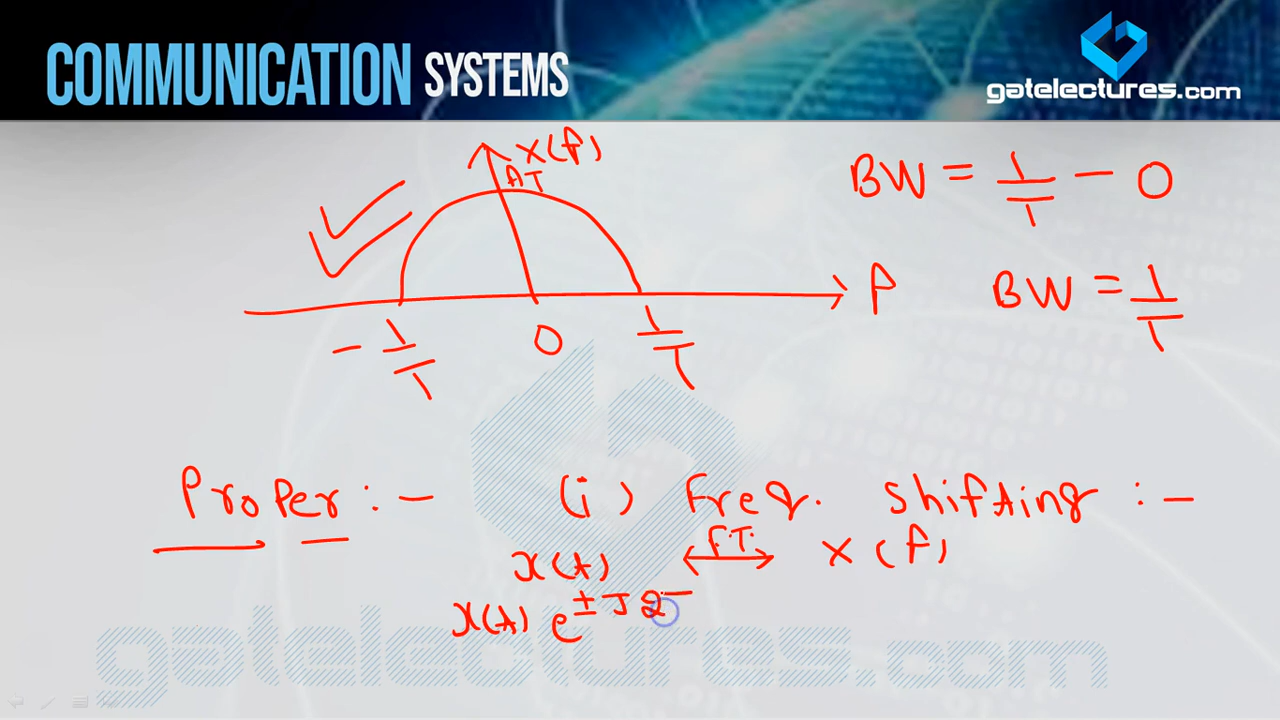 COMMUNICATION SYSTEMS
gatelectures.com
X(f)
AT
BW = 1/T - 0
f
BW = 1/T
- 1/T
0
1/T
Proper :-
(i) Freq. Shifting :-
x(t) F.T. X(f)
x(t) e^±J2
gatelectures.com